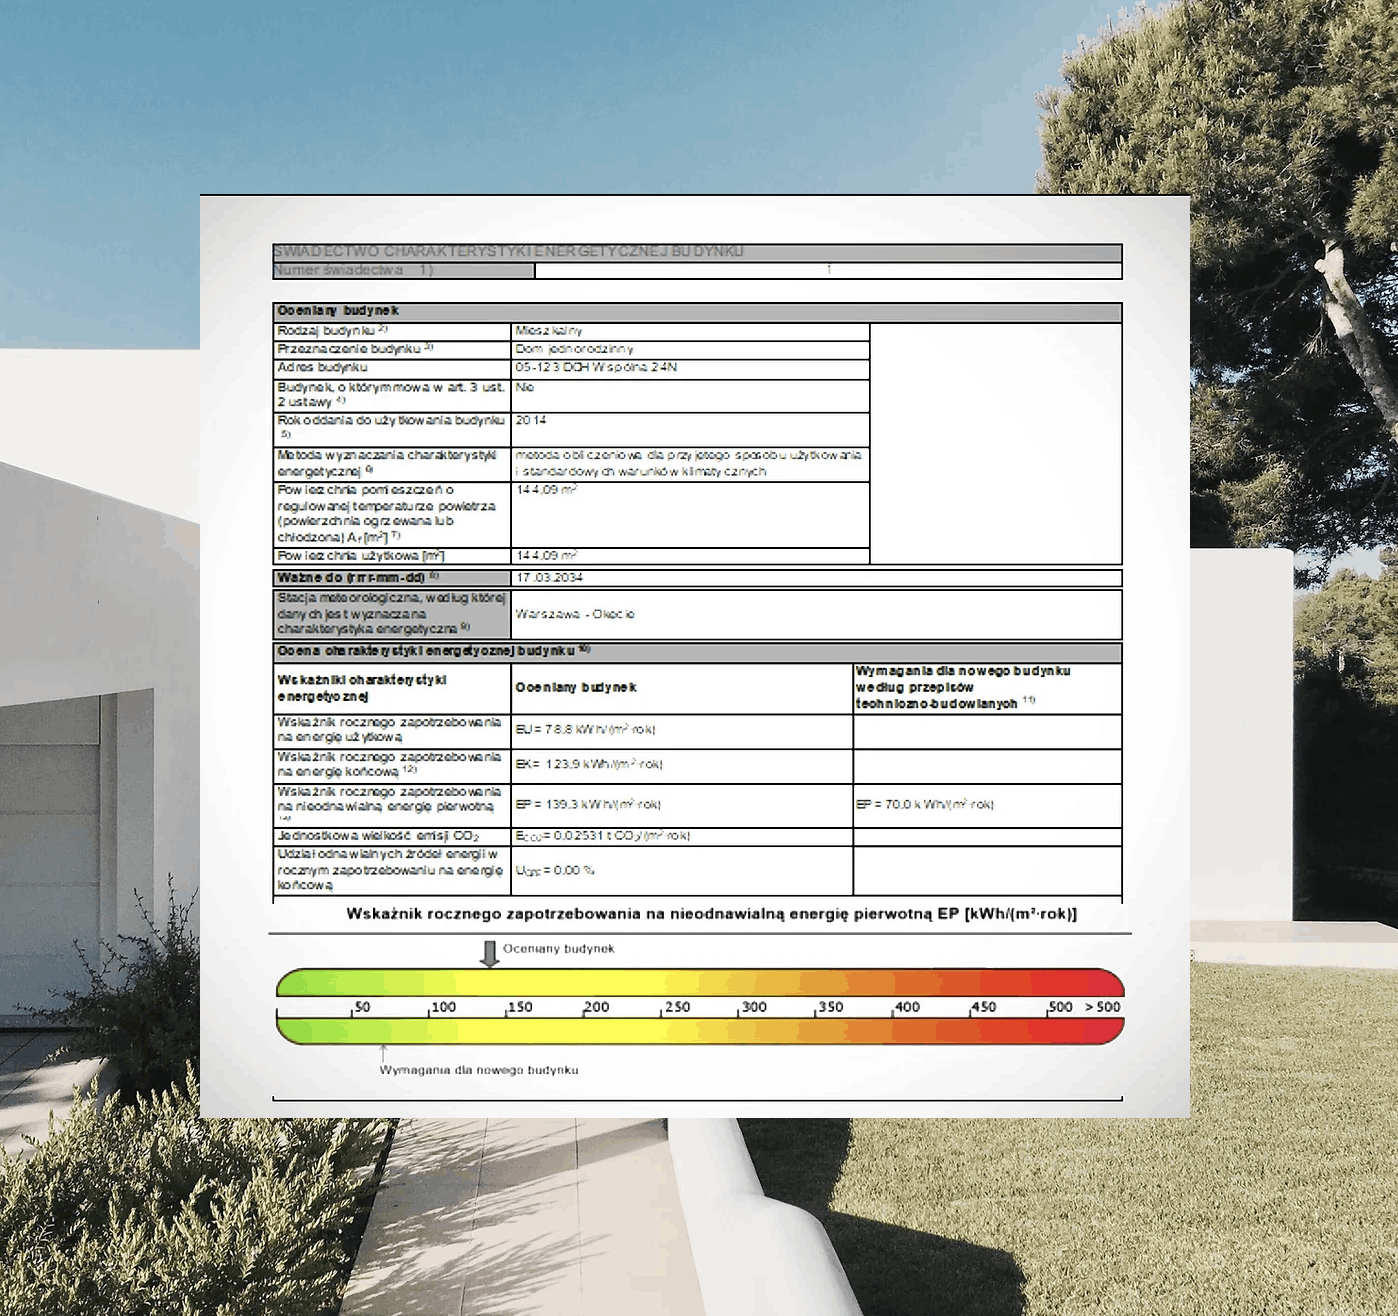 ŚWIADECTWO CHARAKTERYSTYKI ENERGETYCZNEJ BUDYNKU
Numer świadectwa 1) 1
Oceniany budynek
Rodzaj budynku 2) Mieszkalny
Przeznaczenie budynku 3) Dom jednorodzinny
Adres budynku 05-123 DCH Wspólna 24N
Budynek, o którym mowa w art. 3 ust. Nie
2 ustawy 4)
Rok oddania do użytkowania budynku 2014
5)
Metoda wyznaczania charakterystyki metoda obliczeniowa dla przyjętego sposobu użytkowania
energetycznej 6) i standardowych warunków klimatycznych
Powierzchnia pomieszczeń o 144,09 m²
regulowanej temperaturze powietrza
(powierzchnia ogrzewana lub
chłodzona) Af [m²] 7)
Powierzchnia użytkowa [m²] 144,09 m²
Ważne do (rrrr-mm-dd) 8) 17.03.2034
Stacja meteorologiczna, według której
danych jest wyznaczana Warszawa - Okęcie
charakterystyka energetyczna 9)
Ocena charakterystyki energetycznej budynku 10)
Wskaźniki charakterystyki
energetycznej
Oceniany budynek
Wymagania dla nowego budynku
według przepisów
techniczno-budowlanych 11)
Wskaźnik rocznego zapotrzebowania
na energię użytkową
EU = 78,8 kWh/(m²·rok)
Wskaźnik rocznego zapotrzebowania
na energię końcową 12)
EK = 123,9 kWh/(m²·rok)
Wskaźnik rocznego zapotrzebowania
na nieodnawialną energię pierwotną
EP = 139,3 kWh/(m²·rok) EP = 70,0 kWh/(m²·rok)
Jednostkowa wielkość emisji CO₂ ECO2 = 0,02531 t CO₂/(m²·rok)
Udział odnawialnych źródeł energii w
rocznym zapotrzebowaniu na energię
końcową
UOZE = 0,00 %
Wskaźnik rocznego zapotrzebowania na nieodnawialną energię pierwotną EP [kWh/(m²·rok)]
Oceniany budynek
50 100 150 200 250 300 350 400 450 500 >500
Wymagania dla nowego budynku